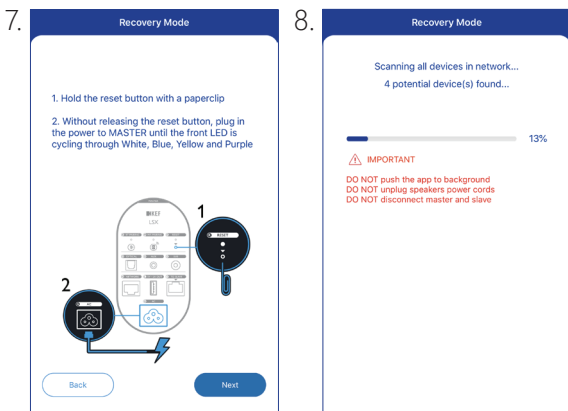 7.
Recovery Mode
1. Hold the reset button with a paperclip
2. Without releasing the reset button, plug in
the power to MASTER until the front LED is
cycling through White, Blue, Yellow and Purple
KEF
LSX
1
RESET
2
Back
Next
8.
Recovery Mode
Scanning all devices in network...
4 potential device(s) found...
13%
IMPORTANT
DO NOT push the app to background
DO NOT unplug speakers power cords
DO NOT disconnect master and slave